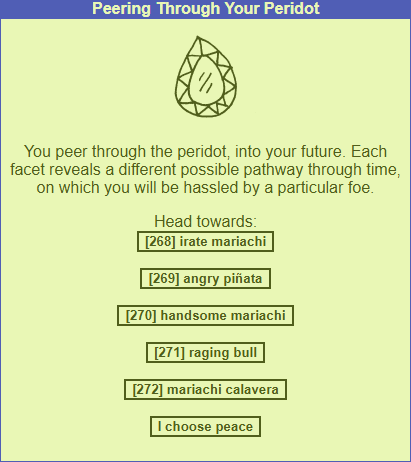 Peering Through Your Peridot
You peer through the peridot, into your future. Each
facet reveals a different possible pathway through time,
on which you will be hassled by a particular foe.
Head towards:
[268] irate mariachi
[269] angry piñata
[270] handsome mariachi
[271] raging bull
[272] mariachi calavera
I choose peace